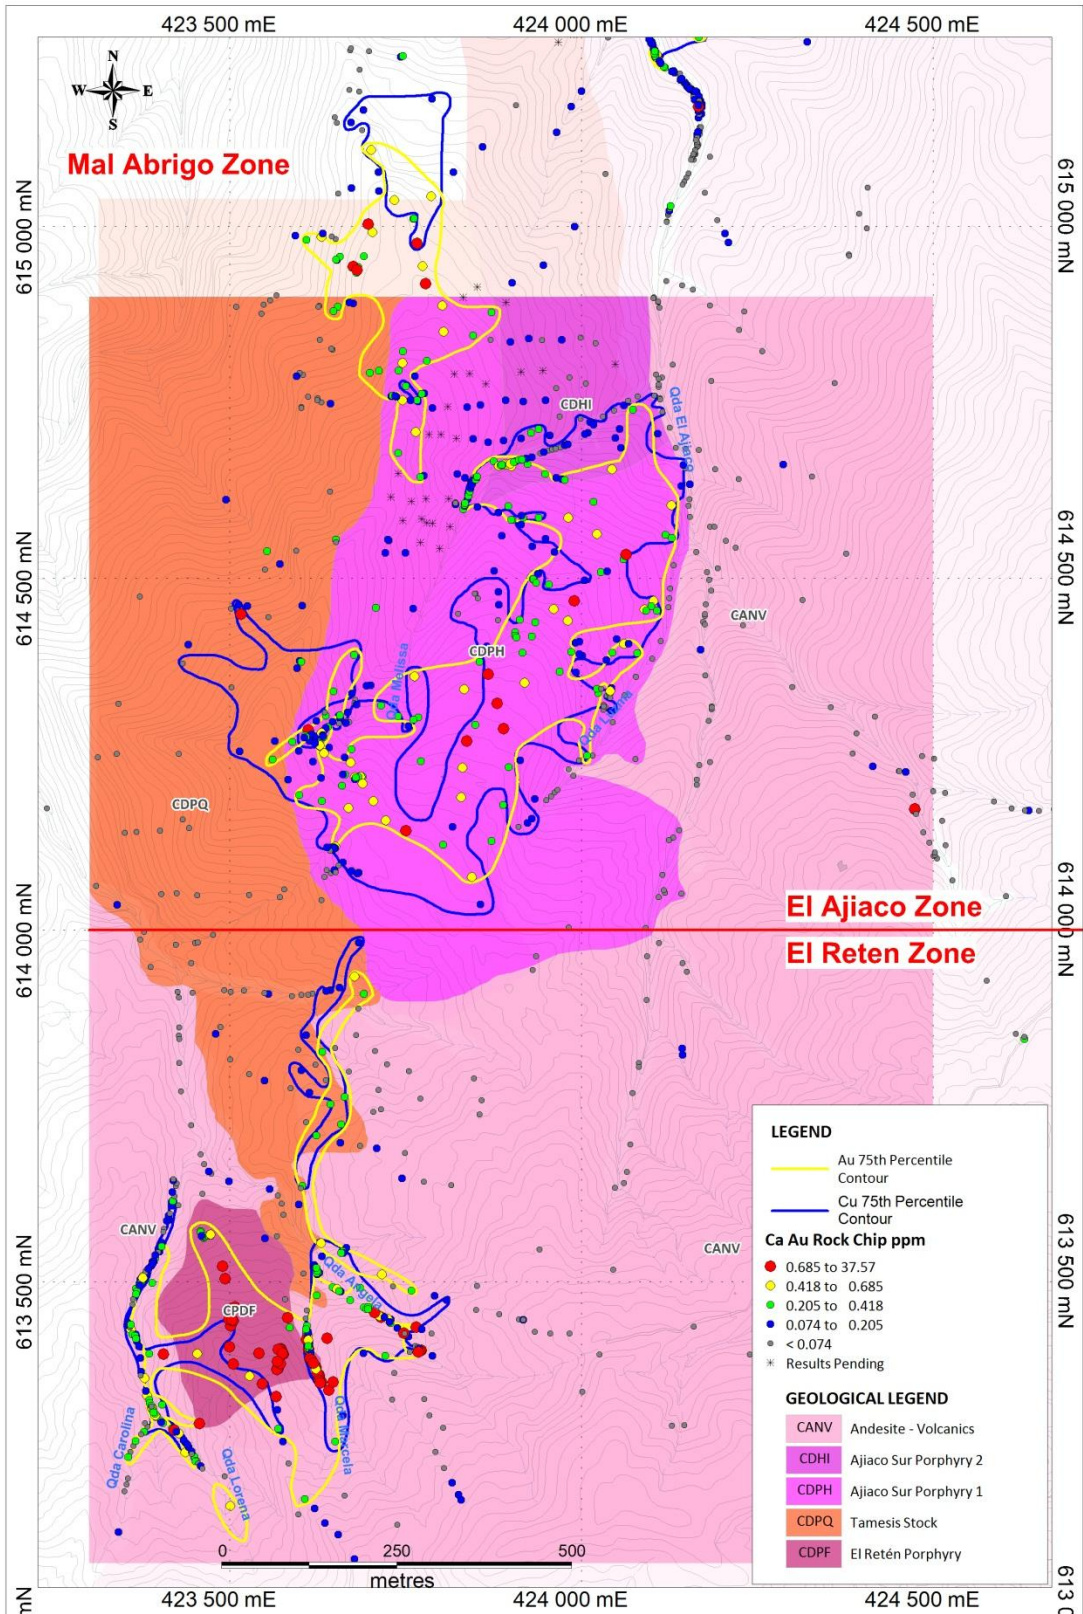 423 500 mE
424 000 mE
424 500 mE
N
W
E
S
Mal Abrigo Zone
615 000 mN
615 000 mN
CDHI
Qda El Ajiaco
614 500 mN
614 500 mN
CANV
CDPH
Qda Melissa
CDPQ
El Ajiaco Zone
El Reten Zone
614 000 mN
614 000 mN
LEGEND
Au 75th Percentile
Contour
Cu 75th Percentile
Contour
Ca Au Rock Chip ppm
0.685 to 37.57
0.418 to 0.685
0.205 to 0.418
0.074 to 0.205
< 0.074
Results Pending
GEOLOGICAL LEGEND
CANV Andesite - Volcanics
CDHI Ajiaco Sur Porphyry 2
CDPH Ajiaco Sur Porphyry 1
CDPQ Tamesis Stock
CDPF El Retén Porphyry
CANV
CANV
613 500 mN
613 500 mN
Qda Angela
CPDF
Qda Carolina
Qda Lorena
Qda Marcela
0
250
500
metres
mN
613 0
423 500 mE
424 000 mE
424 500 mE